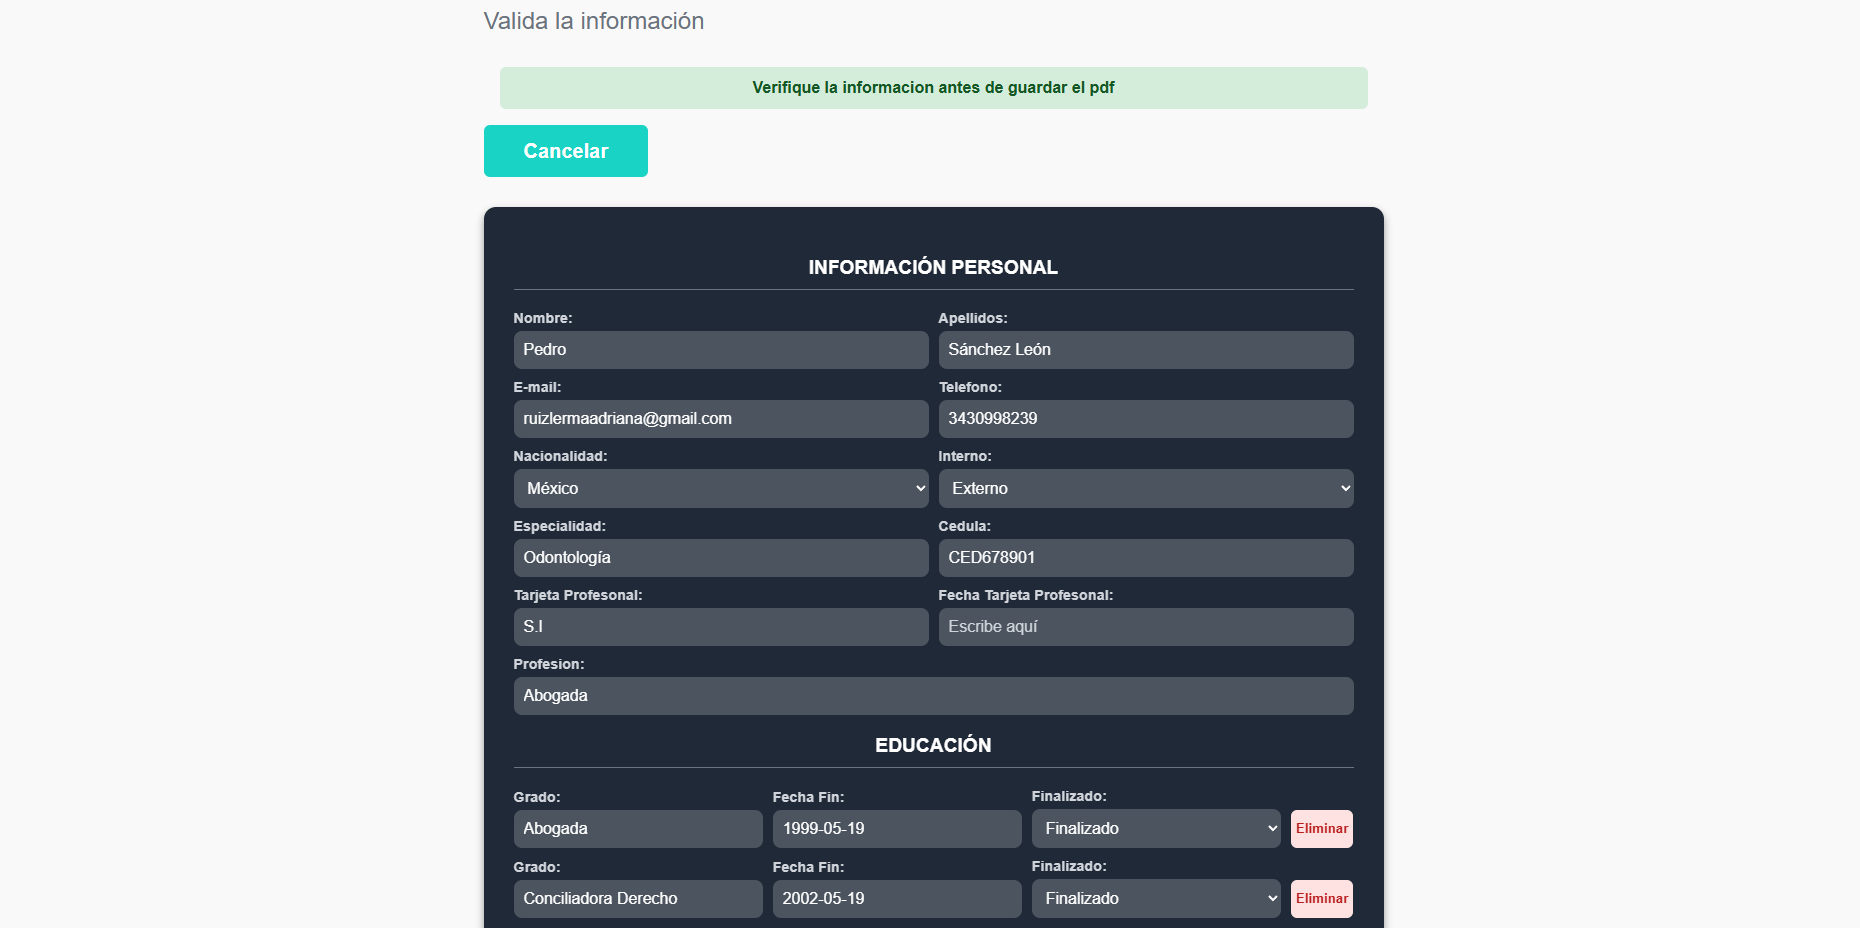 Valida la información
Verifique la informacion antes de guardar el pdf
Cancelar
INFORMACIÓN PERSONAL
Nombre: Apellidos:
Pedro Sánchez León
E-mail: Telefono:
ruizlermaadriana@gmail.com 3430998239
Nacionalidad: Interno:
México Externo
Especialidad: Cedula:
Odontología CED678901
Tarjeta Profesonal: Fecha Tarjeta Profesonal:
S.I Escribe aquí
Profesion:
Abogada
EDUCACIÓN
Grado: Fecha Fin: Finalizado:
Abogada 1999-05-19 Finalizado Eliminar
Grado: Fecha Fin: Finalizado:
Conciliadora Derecho 2002-05-19 Finalizado Eliminar